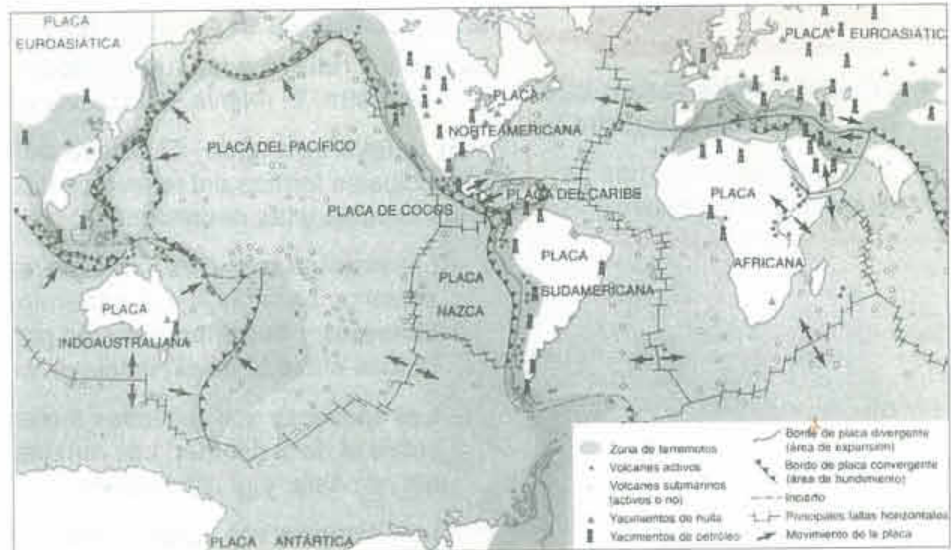 PLACA
EUROASIÁTICA
PLACA
EUROASIÁTICA
PLACA
NORTEAMERICANA
PLACA DEL PACÍFICO
PLACA DEL CARIBE
PLACA DE COCOS
PLACA
AFRICANA
PLACA
SUDAMERICANA
PLACA
NAZCA
PLACA
INDOAUSTRALIANA
PLACA ANTÁRTICA
Zona de terremotos
Volcanes activos
Volcanes submarinos
(activos o no)
Yacimientos de hulla
Yacimientos de petróleo
Borde de placa divergente
(área de expansión)
Borde de placa convergente
(área de hundimiento)
Incierto
Principales fallas horizontales
Movimiento de la placa